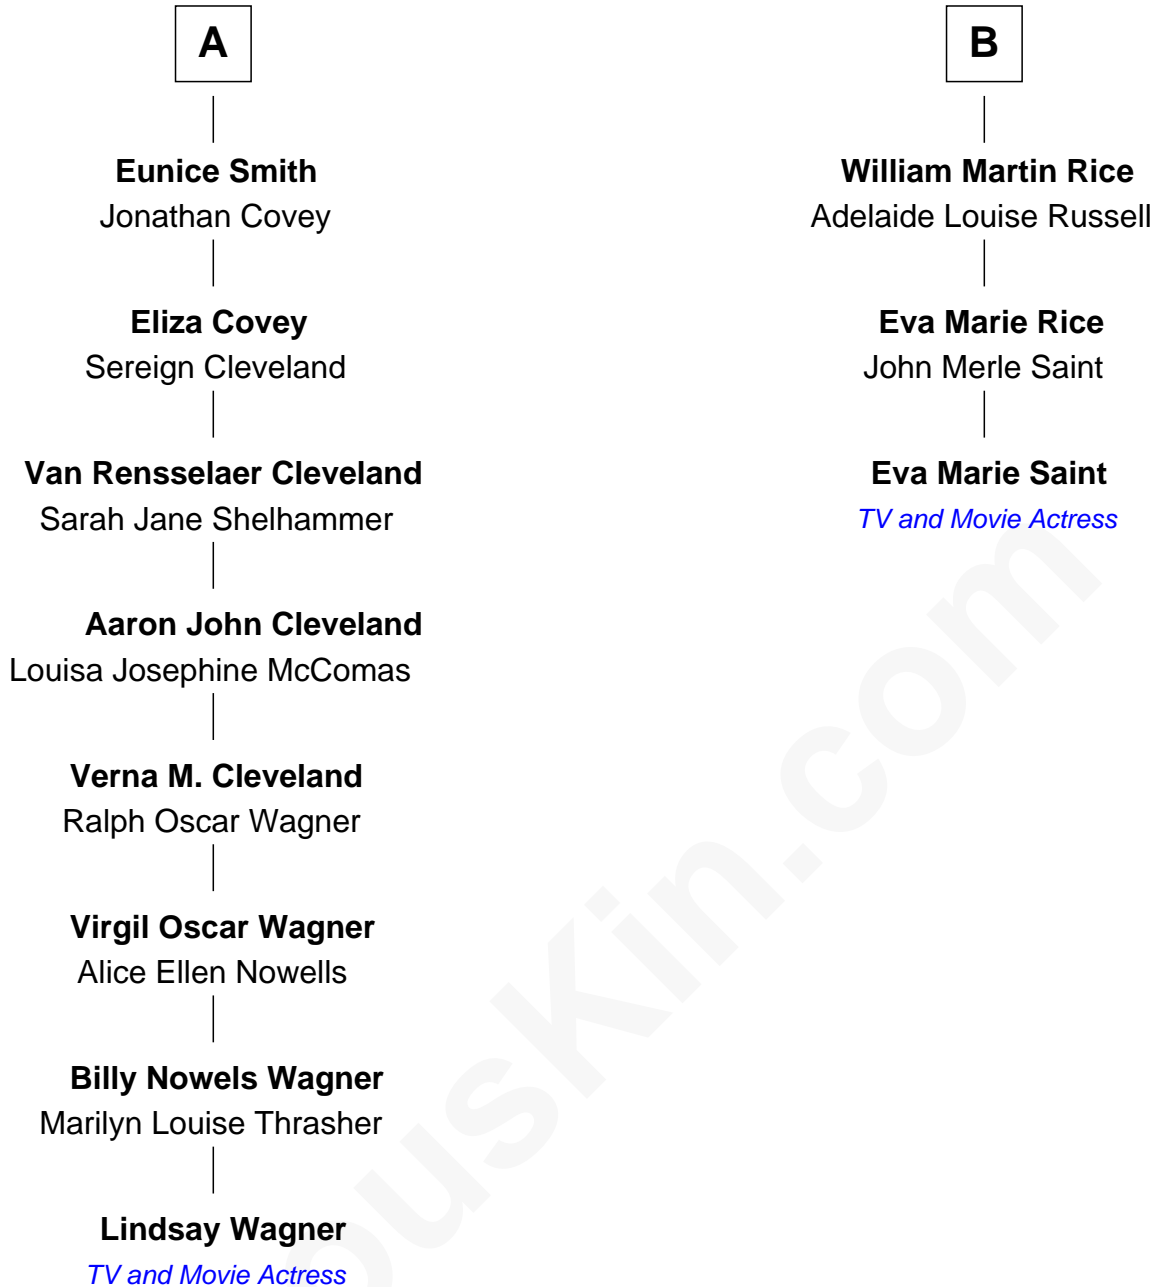 A
Eunice Smith
Jonathan Covey
Eliza Covey
Sereign Cleveland
Van Rensselaer Cleveland
Sarah Jane Shelhammer
Aaron John Cleveland
Louisa Josephine McComas
Verna M. Cleveland
Ralph Oscar Wagner
Virgil Oscar Wagner
Alice Ellen Nowells
Billy Nowels Wagner
Marilyn Louise Thrasher
Lindsay Wagner
TV and Movie Actress
B
William Martin Rice
Adelaide Louise Russell
Eva Marie Rice
John Merle Saint
Eva Marie Saint
TV and Movie Actress
ousKin.com